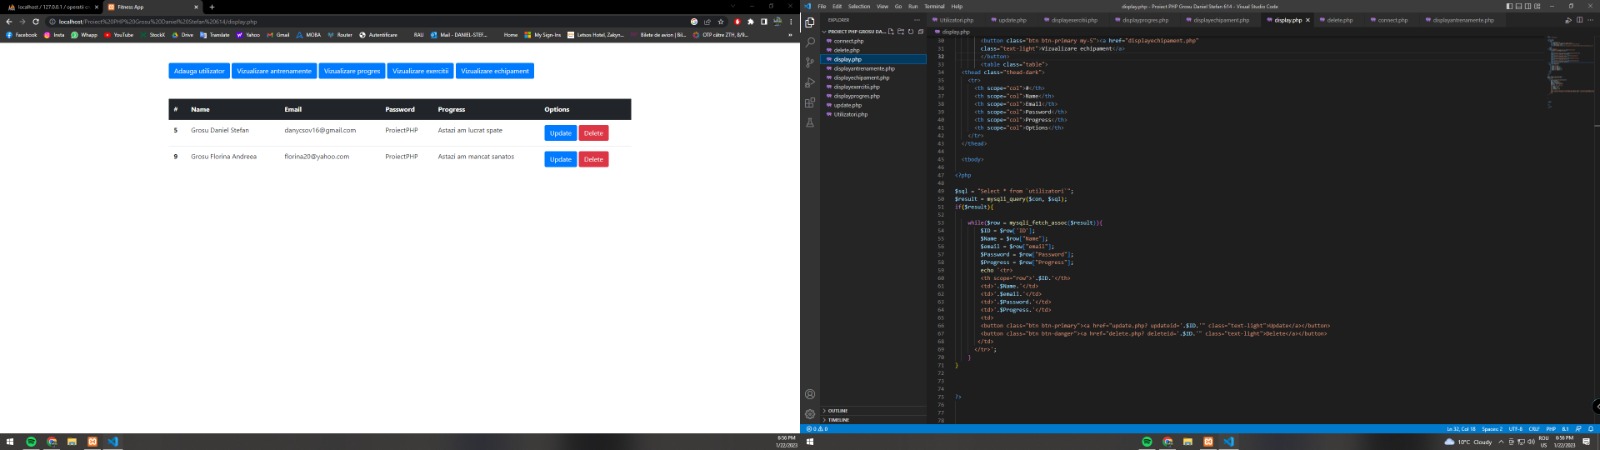 localhost / 127.0.0.1 / operatii cr
Fitness App
localhost/Proiect%20PHP%20Grosu%20Daniel%20Stefan%20614/display.php
Facebook Insta Whatsapp YouTube StockX Drive Translate Yahoo Gmail MOBA Router Autentificare RAU Mail - DANIEL-STEF... Home My Sign-Ins Lotsos Hotel, Zakyn... Bilete de avion | Bil... OTP către ZTH, 8/9...
Adauga utilizator Vizualizare antrenamente Vizualizare progres Vizualizare exercitii Vizualizare echipament
# Name Email Password Progress Options
5 Grosu Daniel Stefan danycsov16@gmail.com ProiectPHP Astazi am lucrat spate Update Delete
9 Grosu Florina Andreea florina20@yahoo.com ProiectPHP Astazi am mancat sanatos Update Delete
6:56 PM
1/22/2023
File Edit Selection View Go Run Terminal Help
display.php - Proiect PHP Grosu Daniel Stefan 614 - Visual Studio Code
EXPLORER
PROIECT PHP GROSU DA...
connect.php
delete.php
display.php
displayantrenamente.php
displayechipament.php
displayexercitii.php
displayprogres.php
update.php
Utilizatori.php
OUTLINE
TIMELINE
Utilizatori.php update.php displayexercitii.php displayprogres.php displayechipament.php display.php delete.php connect.php displayantrenamente.php
display.php
30 <button class="btn btn-primary my-5"><a href="displayechipament.php"
31 class="text-light">Vizualizare echipament</a>
32 </button>
33 <table class="table">
34 <thead class="thead-dark">
35 <tr>
36 <th scope="col">#</th>
37 <th scope="col">Name</th>
38 <th scope="col">Email</th>
39 <th scope="col">Password</th>
40 <th scope="col">Progress</th>
41 <th scope="col">Options</th>
42 </tr>
43 </thead>
44
45 <tbody>
46
47 <?php
48
49 $sql = "Select * from `utilizatori`";
50 $result = mysqli_query($con, $sql);
51 if($result){
52
53 while($row = mysqli_fetch_assoc($result)){
54 $ID = $row['ID'];
55 $Name = $row["Name"];
56 $email = $row["email"];
57 $Password = $row["Password"];
58 $Progress = $row["Progress"];
59 echo '<tr>
60 <th scope="row">'.$ID.'</th>
61 <td>'.$Name.'</td>
62 <td>'.$email.'</td>
63 <td>'.$Password.'</td>
64 <td>'.$Progress.'</td>
65 <td>
66 <button class="btn btn-primary"><a href="update.php? updateid='.$ID.'" class="text-light">Update</a></button>
67 <button class="btn btn-danger"><a href="delete.php? deleteid='.$ID.'" class="text-light">Delete</a></button>
68 </td>
69 </tr>';
70 }
71 }
72
73
74
75 ?>
76
77
78
0 0 Ln 32, Col 18 Spaces: 2 UTF-8 CRLF PHP 8.1
10°C Cloudy ROU US 6:56 PM 1/22/2023